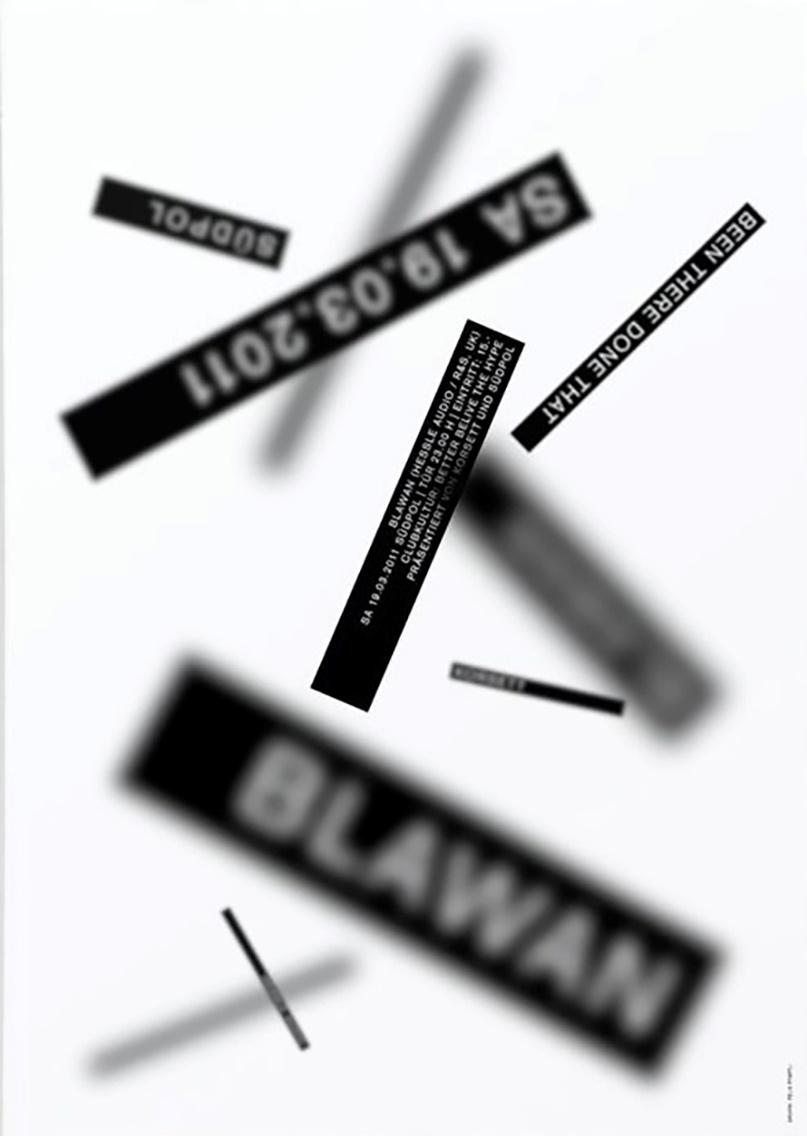 SÜDPOL
SA 19.03.2011
BEEN THERE DONE THAT
BLAWAN (HESSLE AUDIO / R&S, UK)
SA 19.03.2011 SÜDPOL | TÜR 23.00 H | EINTRITT: 15.-
CLUBKULTUR: BETTER BELIVE THE HYPE
PRÄSENTIERT VON KORSETT UND SÜDPOL
KORSETT
BLAWAN